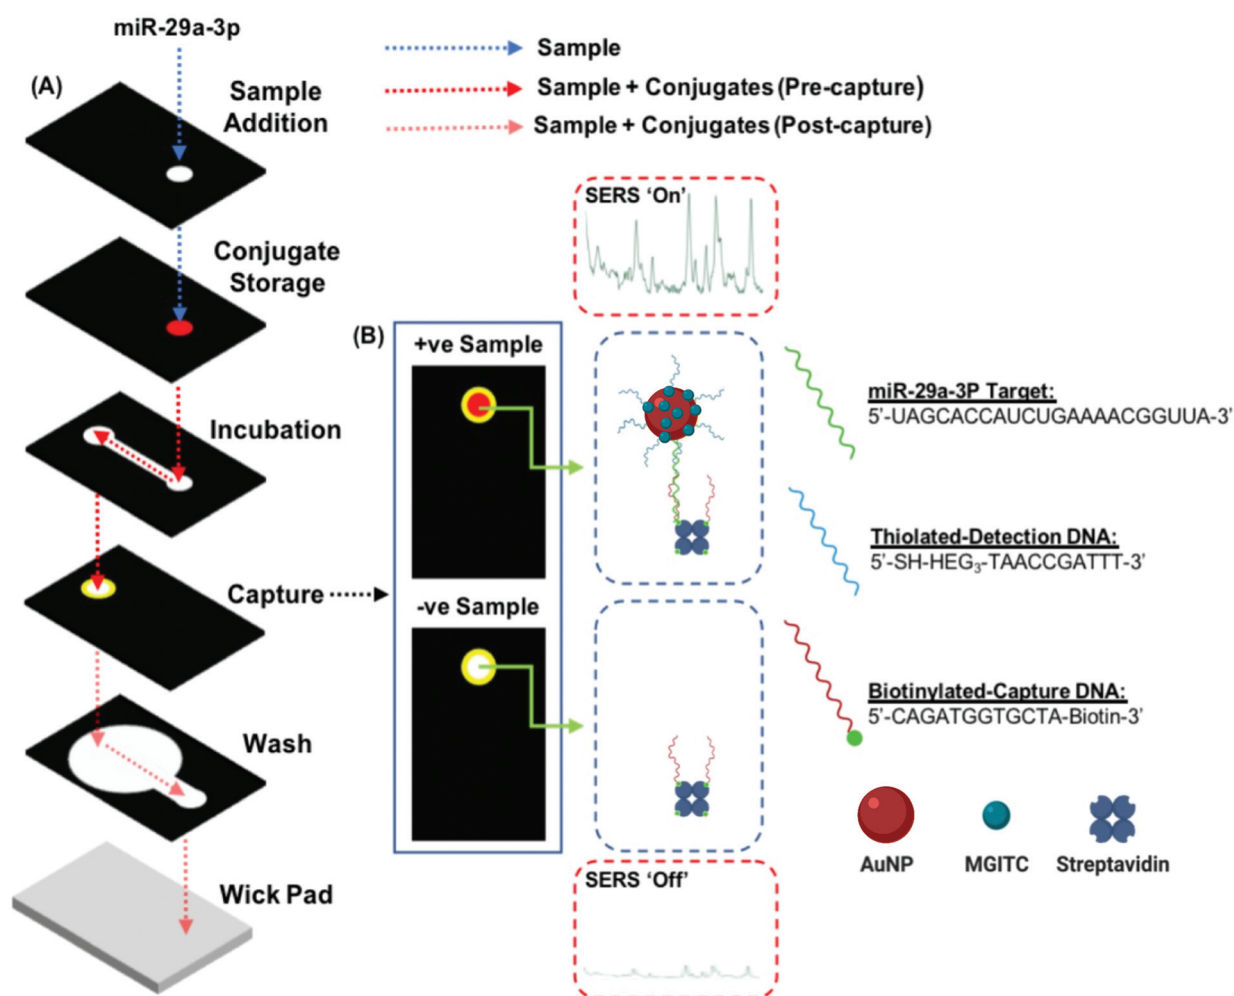 miR-29a-3p
Sample
Sample + Conjugates (Pre-capture)
Sample + Conjugates (Post-capture)
(A)
Sample
Addition
Conjugate
Storage
Incubation
Capture
Wash
Wick Pad
SERS ‘On’
(B)
+ve Sample
-ve Sample
SERS ‘Off’
miR-29a-3P Target:
5’-UAGCACCAUCUGAAAACGGUUA-3’
Thiolated-Detection DNA:
5’-SH-HEG₃-TAACCGATTT-3’
Biotinylated-Capture DNA:
5’-CAGATGGTGCTA-Biotin-3’
AuNP
MGITC
Streptavidin